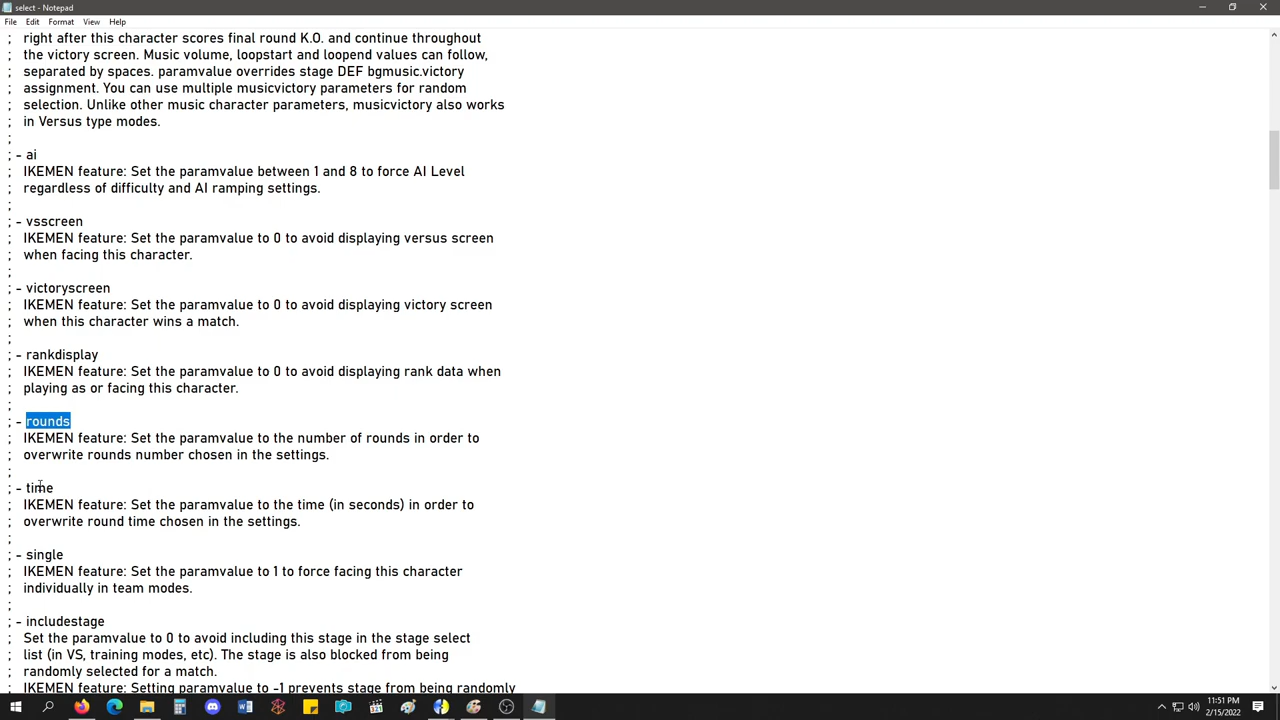 select - Notepad
File Edit Format View Help
; right after this character scores final round K.O. and continue throughout
; the victory screen. Music volume, loopstart and loopend values can follow,
; separated by spaces. paramvalue overrides stage DEF bgmusic.victory
; assignment. You can use multiple musicvictory parameters for random
; selection. Unlike other music character parameters, musicvictory also works
; in Versus type modes.
;
; - ai
; IKEMEN feature: Set the paramvalue between 1 and 8 to force AI Level
; regardless of difficulty and AI ramping settings.
;
; - vsscreen
; IKEMEN feature: Set the paramvalue to 0 to avoid displaying versus screen
; when facing this character.
;
; - victoryscreen
; IKEMEN feature: Set the paramvalue to 0 to avoid displaying victory screen
; when this character wins a match.
;
; - rankdisplay
; IKEMEN feature: Set the paramvalue to 0 to avoid displaying rank data when
; playing as or facing this character.
;
; - rounds
; IKEMEN feature: Set the paramvalue to the number of rounds in order to
; overwrite rounds number chosen in the settings.
;
; - time
; IKEMEN feature: Set the paramvalue to the time (in seconds) in order to
; overwrite round time chosen in the settings.
;
; - single
; IKEMEN feature: Set the paramvalue to 1 to force facing this character
; individually in team modes.
;
; - includestage
; Set the paramvalue to 0 to avoid including this stage in the stage select
; list (in VS, training modes, etc). The stage is also blocked from being
; randomly selected for a match.
; IKEMEN feature: Setting paramvalue to -1 prevents stage from being randomly
11:51 PM
2/15/2022